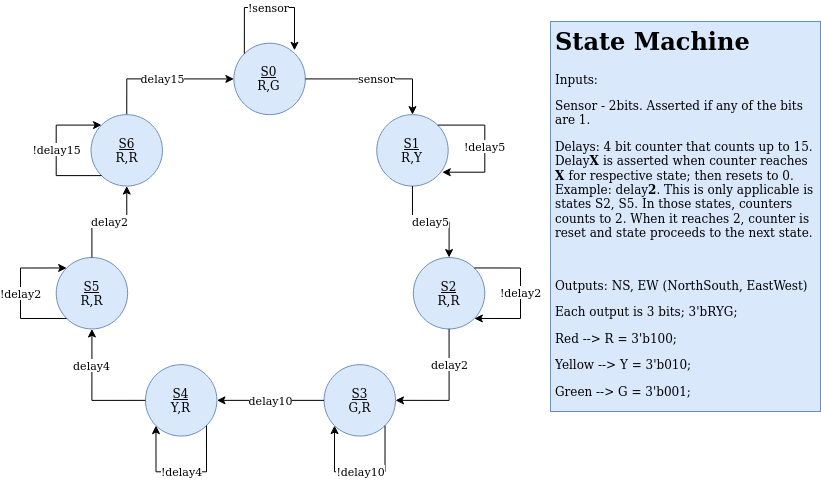 !sensor
S0
R,G
sensor
delay15
S6
R,R
!delay15
S1
R,Y
!delay5
delay2
delay5
S5
R,R
!delay2
S2
R,R
!delay2
delay4
delay2
S4
Y,R
delay10
S3
G,R
!delay4
!delay10
State Machine
Inputs:
Sensor - 2bits. Asserted if any of the bits
are 1.
Delays: 4 bit counter that counts up to 15.
DelayX is asserted when counter reaches
X for respective state; then resets to 0.
Example: delay2. This is only applicable is
states S2, S5. In those states, counters
counts to 2. When it reaches 2, counter is
reset and state proceeds to the next state.
Outputs: NS, EW (NorthSouth, EastWest)
Each output is 3 bits; 3'bRYG;
Red --> R = 3'b100;
Yellow --> Y = 3'b010;
Green --> G = 3'b001;